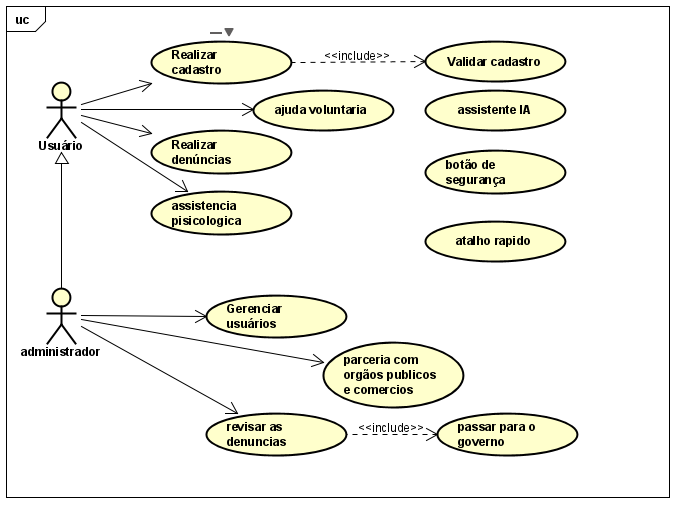 uc
Realizar
cadastro
<<include>>
Validar cadastro
ajuda voluntaria
assistente IA
Usuário
Realizar
denúncias
botão de
segurança
assistencia
pisicologica
atalho rapido
Gerenciar
usuários
administrador
parceria com
orgãos publicos
e comercios
revisar as
denuncias
<<include>>
passar para o
governo